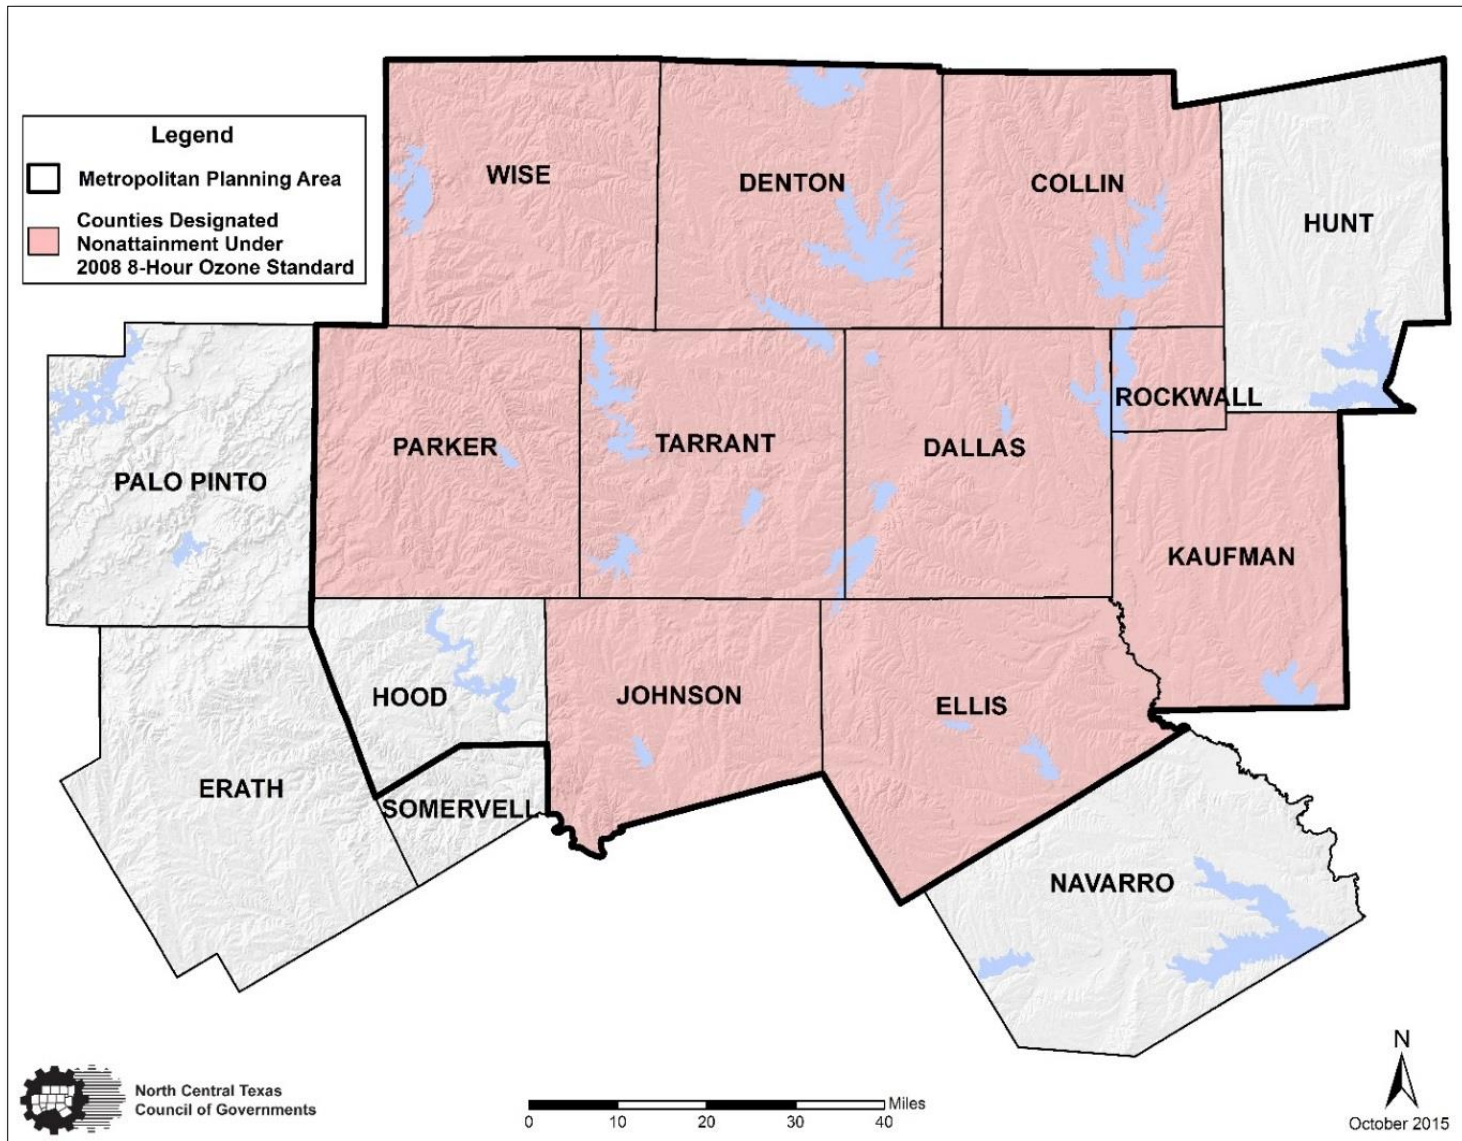 Legend
Metropolitan Planning Area
Counties Designated
Nonattainment Under
2008 8-Hour Ozone Standard
WISE
DENTON
COLLIN
HUNT
ROCKWALL
PARKER
TARRANT
DALLAS
PALO PINTO
KAUFMAN
HOOD
JOHNSON
ELLIS
ERATH
SOMERVELL
NAVARRO
North Central Texas
Council of Governments
0 10 20 30 40 Miles
N
October 2015